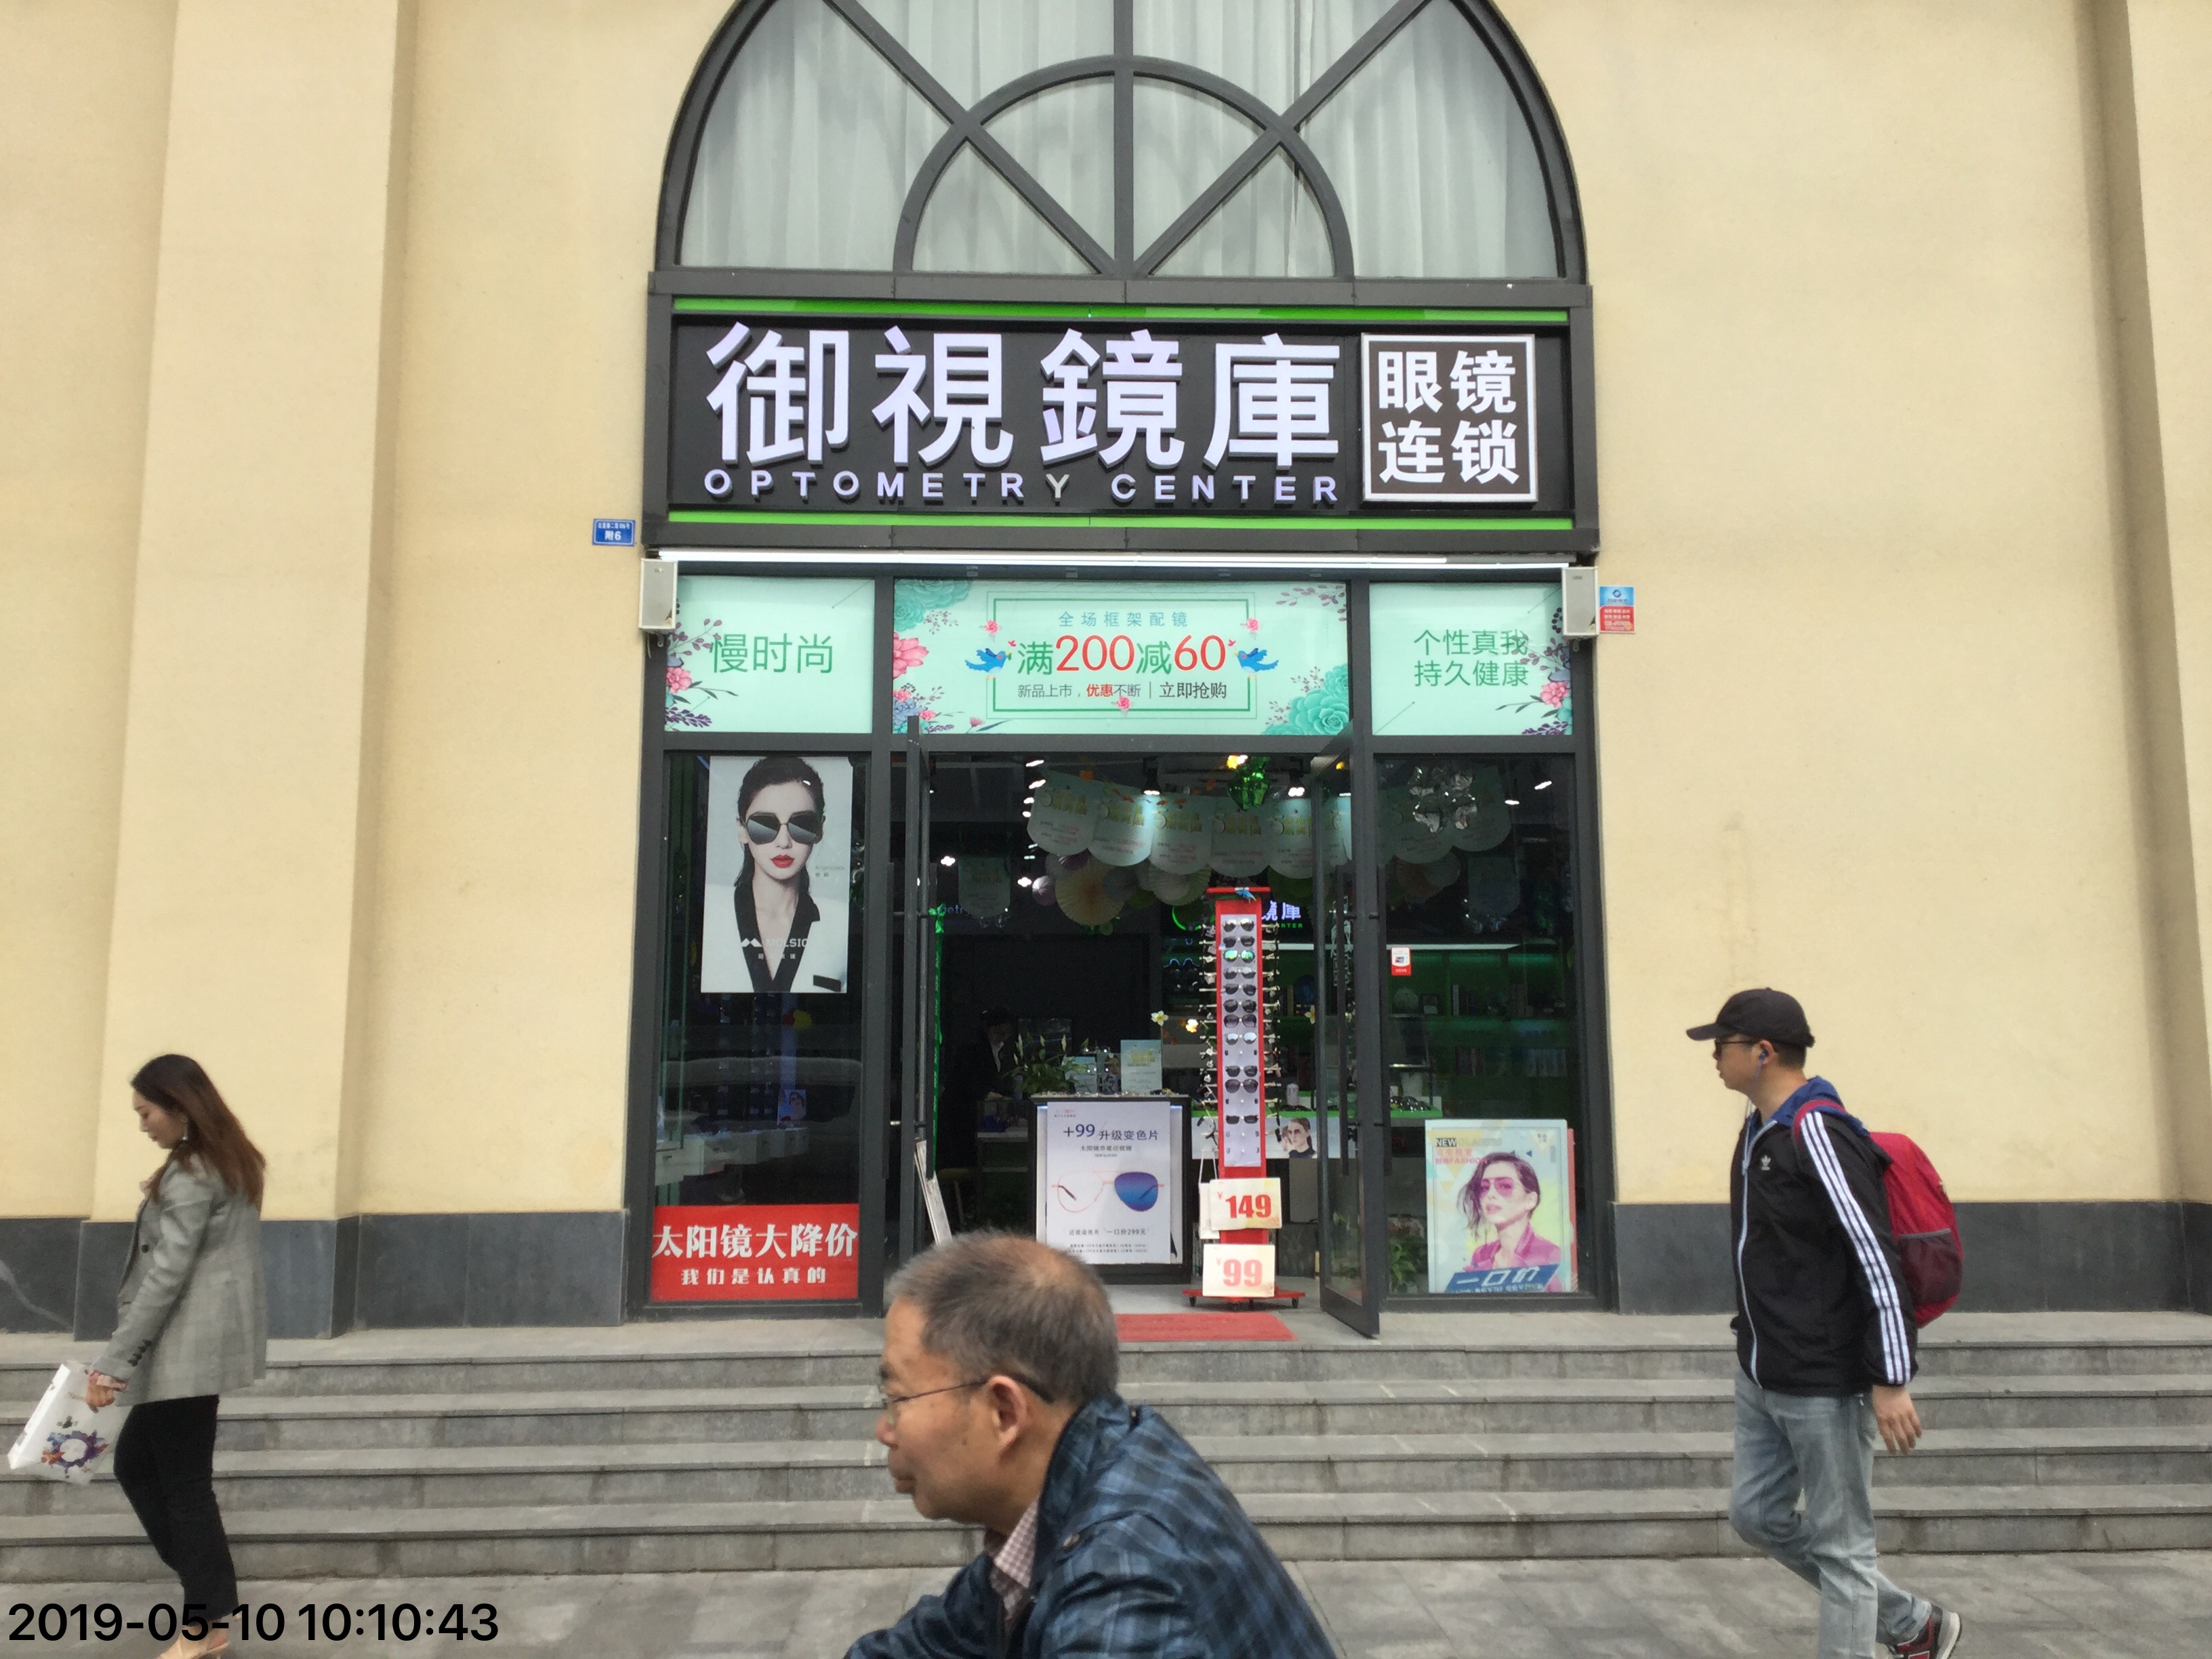 御視鏡庫
OPTOMETRY CENTER
眼镜
连锁
附6
慢时尚
全场框架配镜
满200减60
新品上市，优惠不断 | 立即抢购
个性真我
持久健康
鏡庫
+99 升级变色片
149
99
NEW
一口价
太阳镜大降价
我们是认真的
2019-05-10 10:10:43